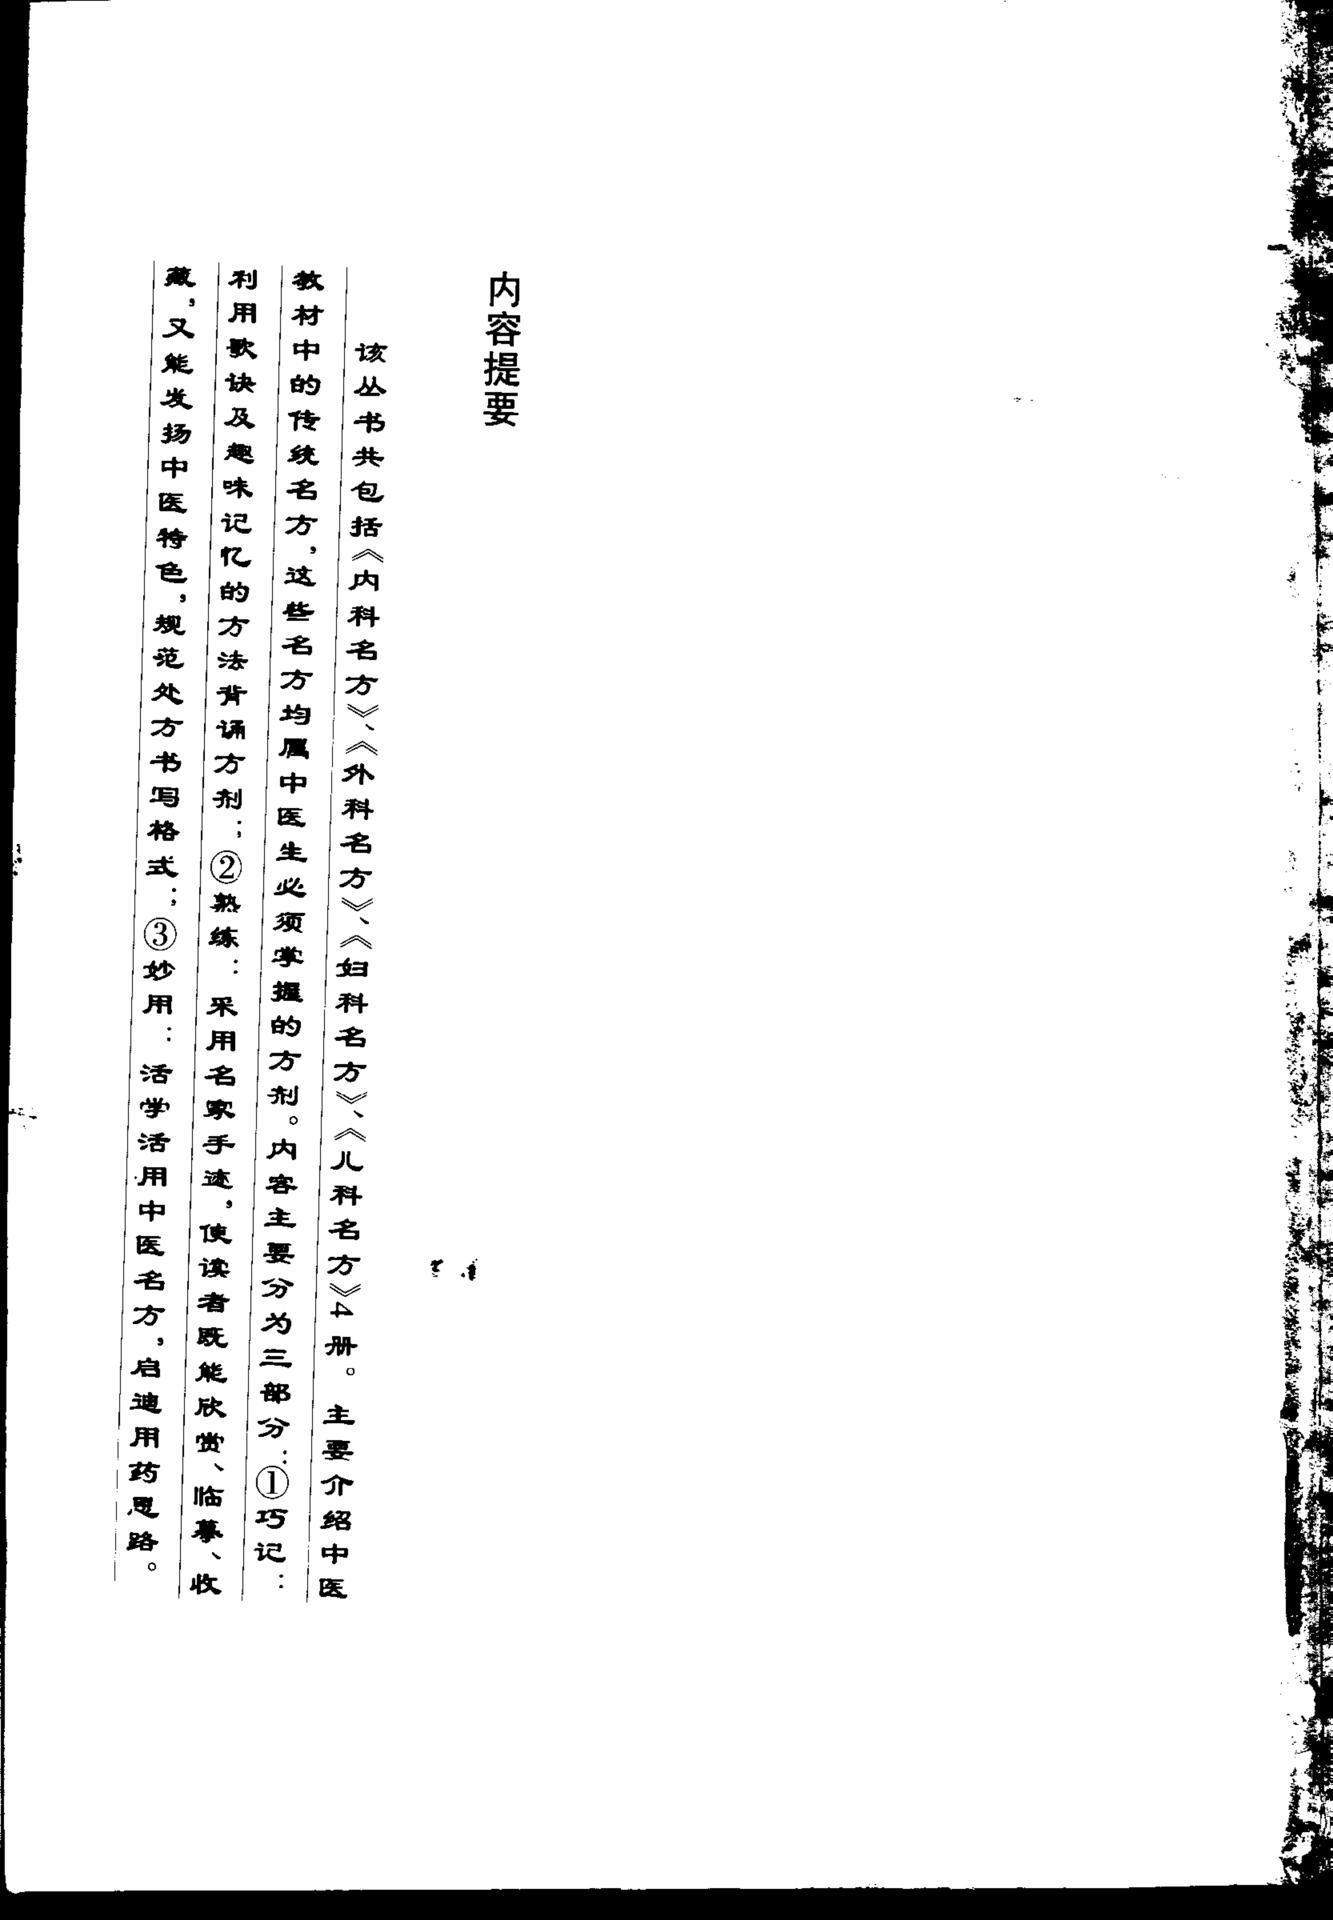 内容提要
该丛书共包括《内科名方》、《外科名方》、《妇科名方》、《儿科名方》4册。主要介绍中医
教材中的传统名方，这些名方均属中医生必须掌握的方剂。内容主要分为三部分：①巧记：
利用歌诀及趣味记忆的方法背诵方剂；②熟练：采用名家手迹，使读者既能欣赏、临摹、收
藏，又能发扬中医特色，规范处方书写格式；③妙用：活学活用中医名方，启迪用药思路。